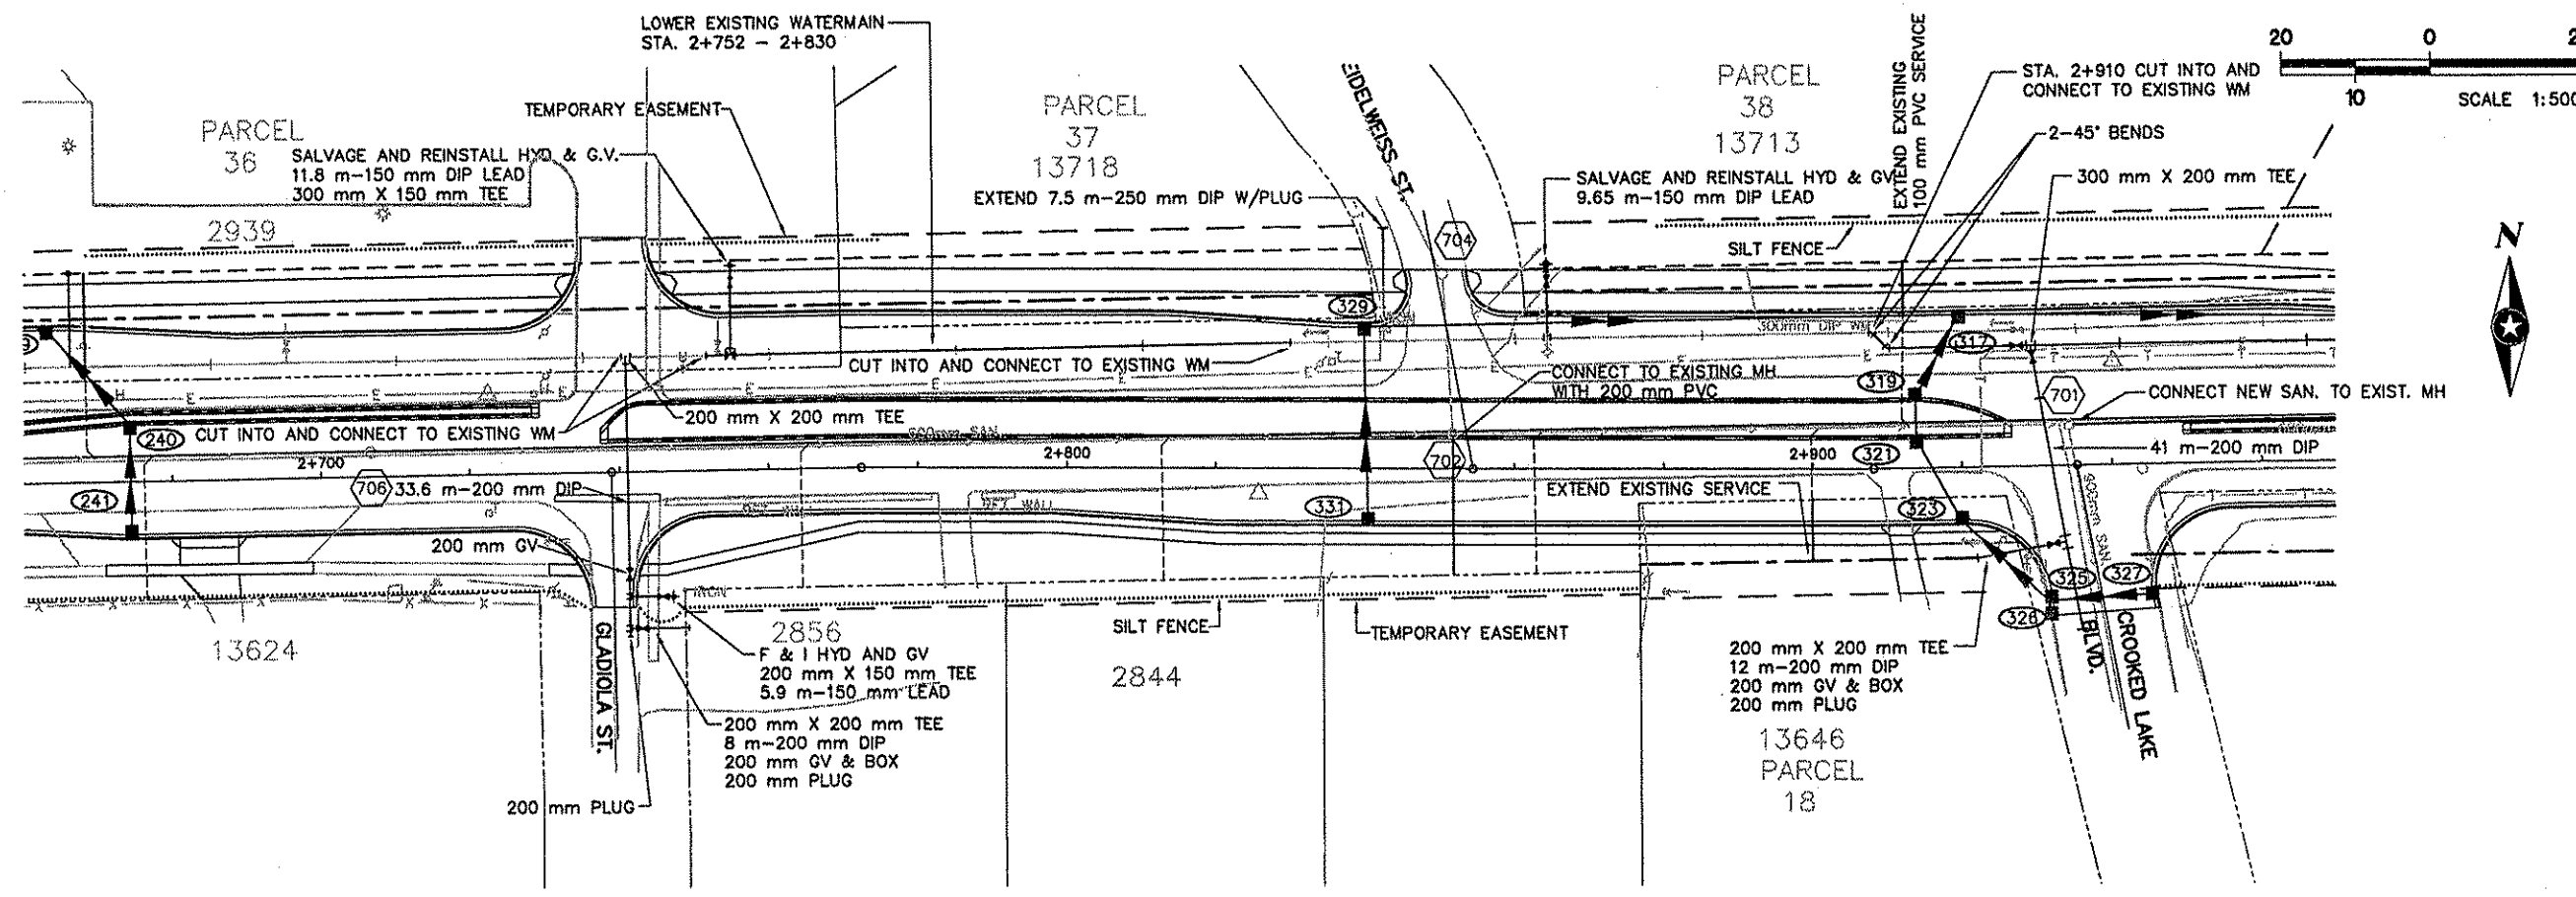 LOWER EXISTING WATERMAIN
STA. 2+752 - 2+830
TEMPORARY EASEMENT
PARCEL
36
2939
SALVAGE AND REINSTALL HYD & G.V.
11.8 m-150 mm DIP LEAD
300 mm X 150 mm TEE
PARCEL
37
13718
EXTEND 7.5 m-250 mm DIP W/PLUG
EIDELWEISS ST.
704
PARCEL
38
13713
SALVAGE AND REINSTALL HYD & GV
9.65 m-150 mm DIP LEAD
EXTEND EXISTING
100 mm PVC SERVICE
SILT FENCE
STA. 2+910 CUT INTO AND
CONNECT TO EXISTING WM
2-45° BENDS
300 mm X 200 mm TEE
20
0
10
SCALE 1:500
N
329
300mm DIP WM
317
319
CUT INTO AND CONNECT TO EXISTING WM
CONNECT TO EXISTING MH
WITH 200 mm PVC
701
CONNECT NEW SAN. TO EXIST. MH
200 mm X 200 mm TEE
240
CUT INTO AND CONNECT TO EXISTING WM
600mm SAN
2+700
2+800
2+900
702
321
41 m-200 mm DIP
706
33.6 m-200 mm DIP
241
EXTEND EXISTING SERVICE
331
323
600mm SAN
200 mm GV
325
327
326
13624
GLADIOLA ST.
2856
SILT FENCE
TEMPORARY EASEMENT
F & I HYD AND GV
200 mm X 150 mm TEE
5.9 m-150 mm LEAD
2844
200 mm X 200 mm TEE
8 m-200 mm DIP
200 mm GV & BOX
200 mm PLUG
200 mm PLUG
200 mm X 200 mm TEE
12 m-200 mm DIP
200 mm GV & BOX
200 mm PLUG
13646
PARCEL
18
CROOKED LAKE
BLVD.